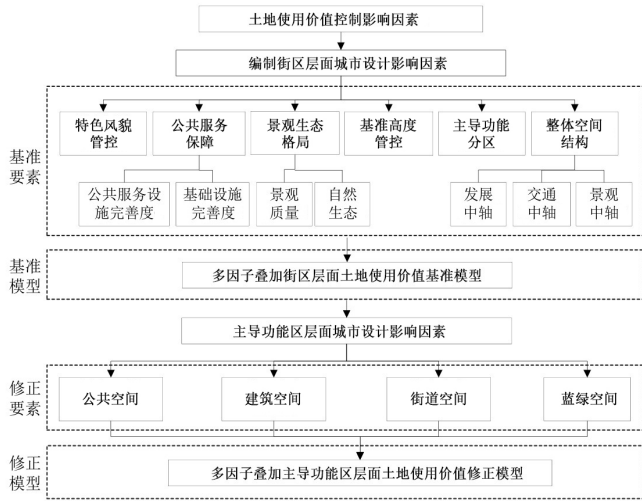 土地使用价值控制影响因素
编制街区层面城市设计影响因素
基准
要素
特色风貌
管控
公共服务
保障
景观生态
格局
基准高度
管控
主导功能
分区
整体空间
结构
公共服务设
施完善度
基础设施
完善度
景观
质量
自然
生态
发展
中轴
交通
中轴
景观
中轴
基准
模型
多因子叠加街区层面土地使用价值基准模型
主导功能区层面城市设计影响因素
修正
要素
公共空间
建筑空间
街道空间
蓝绿空间
修正
模型
多因子叠加主导功能区层面土地使用价值修正模型